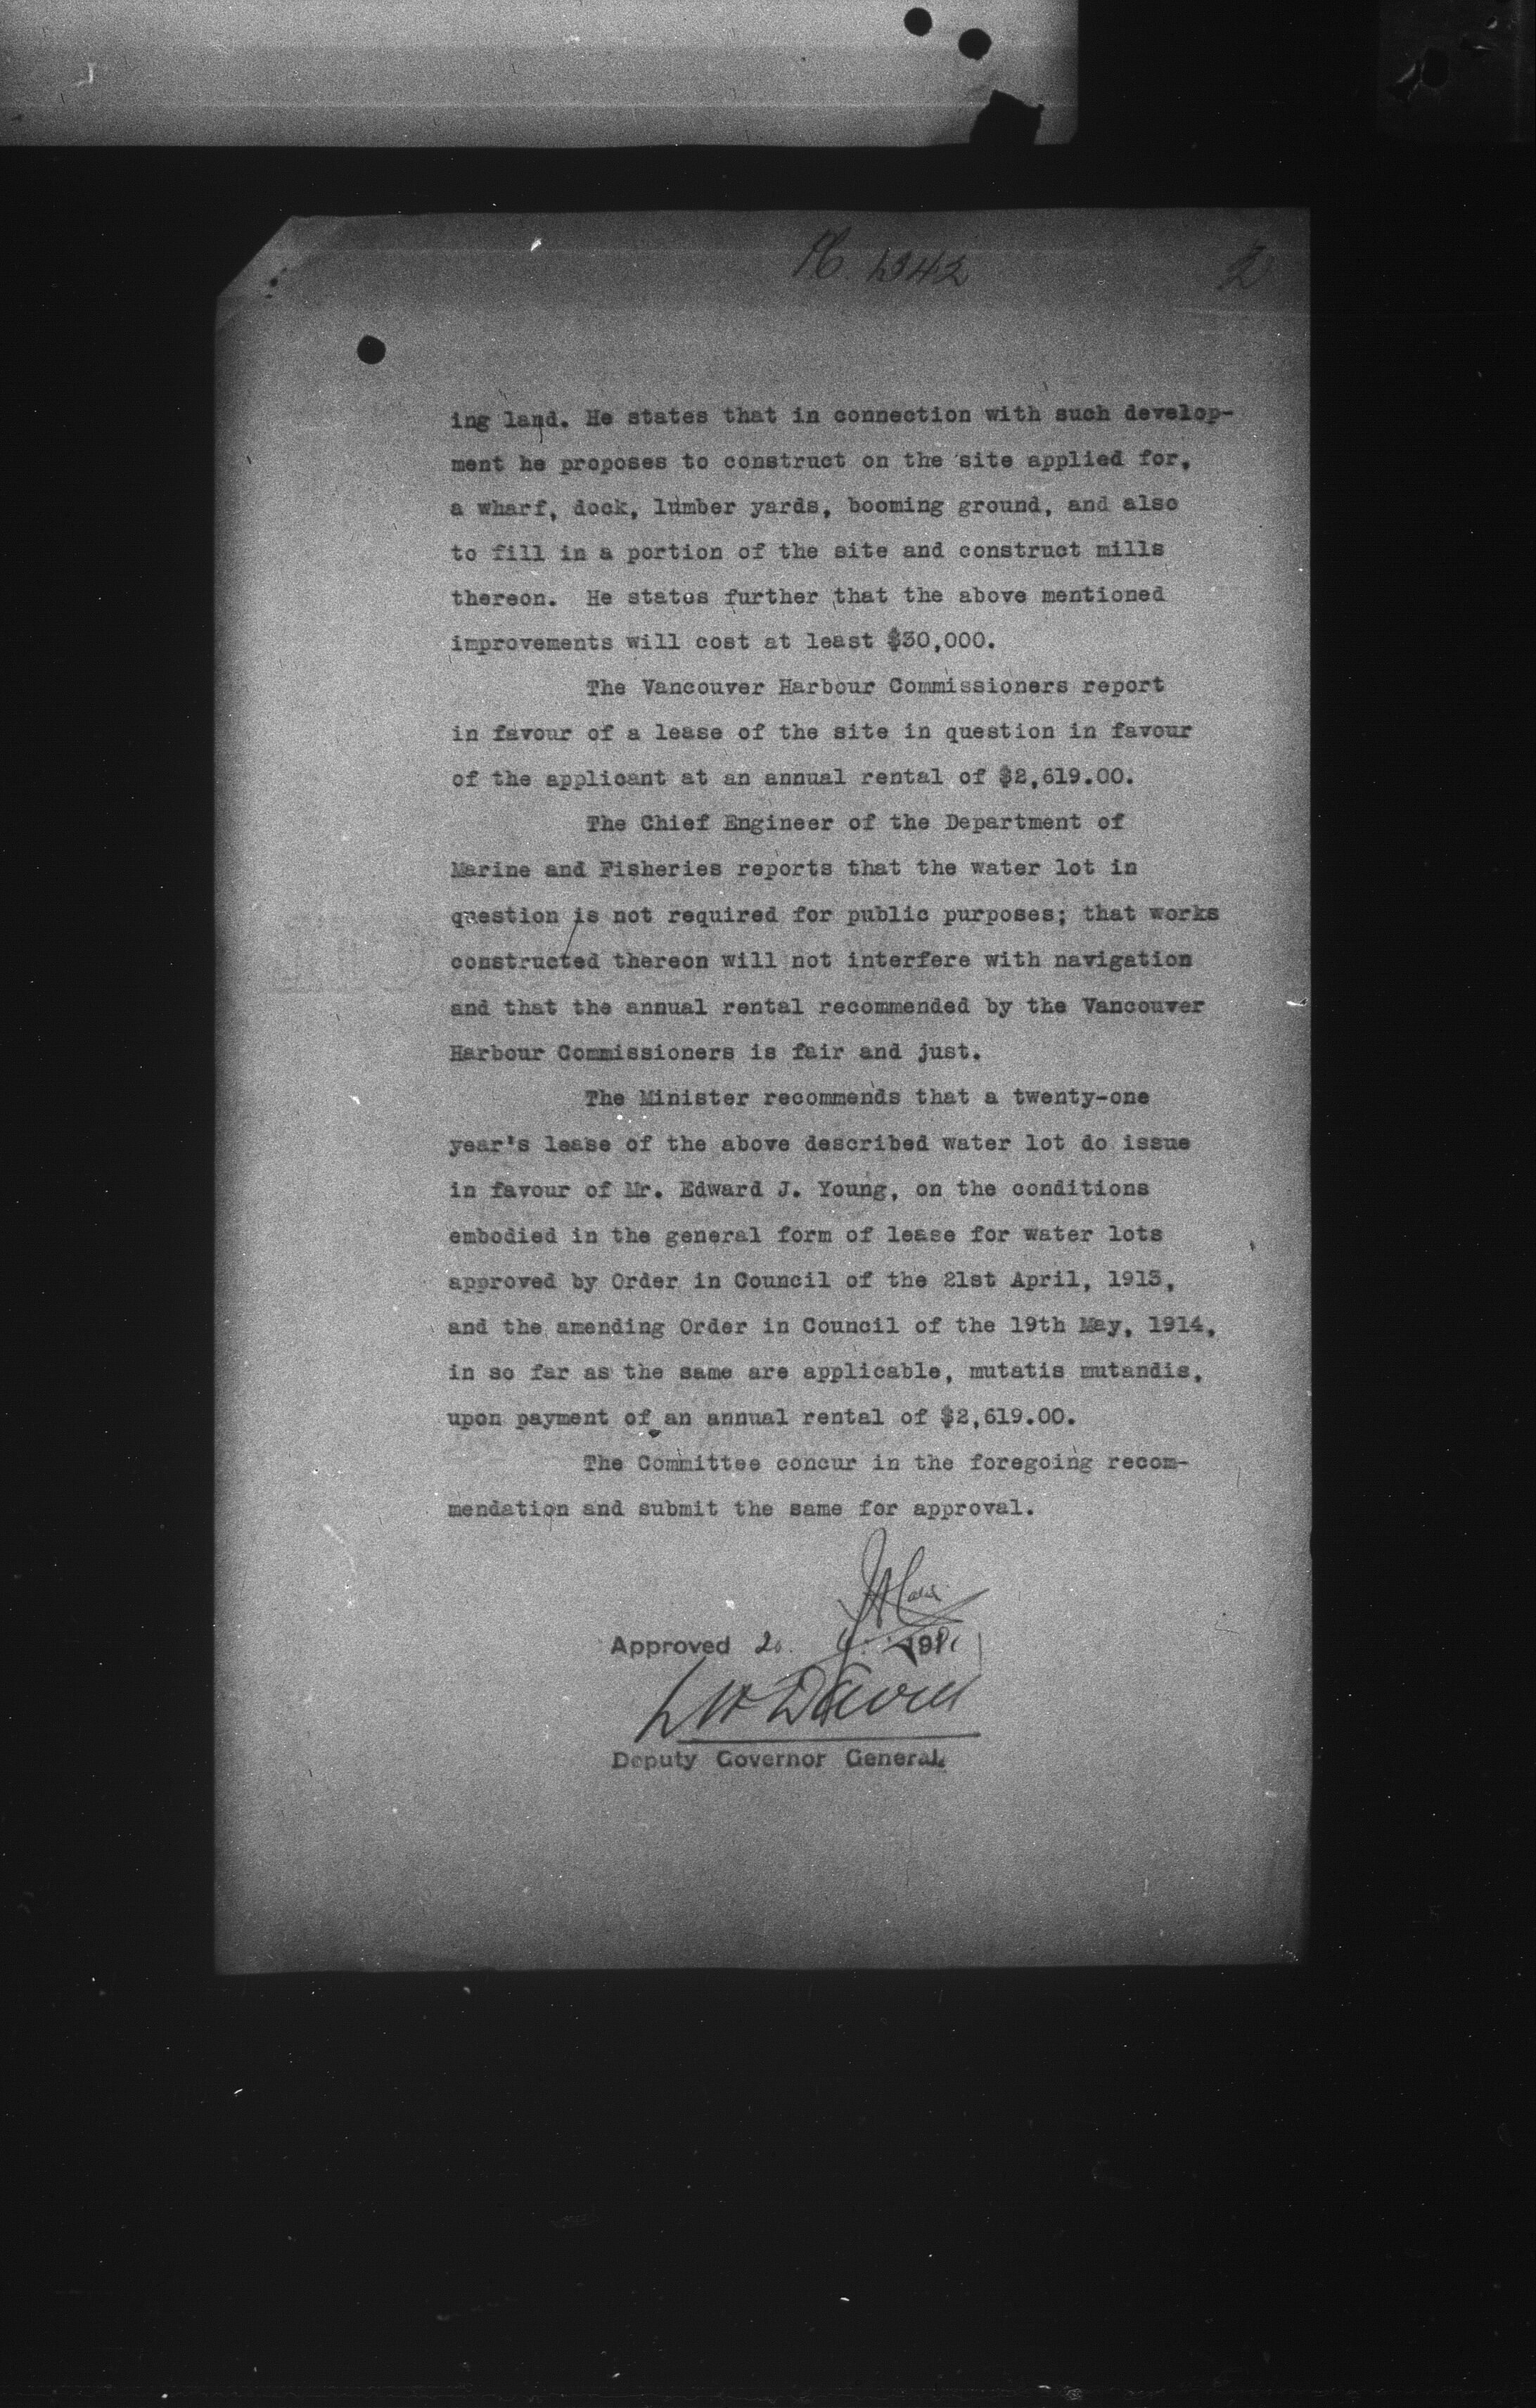 2
ing land. He states that in connection with such develop-
ment he proposes to construct on the site applied for,
a wharf, dock, lumber yards, booming ground, and also
to fill in a portion of the site and construct mills
thereon. He states further that the above mentioned
improvements will cost at least $30,000.
The Vancouver Harbour Commissioners report
in favour of a lease of the site in question in favour
of the applicant at an annual rental of $2,619.00.
The Chief Engineer of the Department of
Marine and Fisheries reports that the water lot in
question is not required for public purposes; that works
constructed thereon will not interfere with navigation
and that the annual rental recommended by the Vancouver
Harbour Commissioners is fair and just.
The Minister recommends that a twenty-one
year's lease of the above described water lot do issue
in favour of Mr. Edward J. Young, on the conditions
embodied in the general form of lease for water lots
approved by Order in Council of the 21st April, 1913,
and the amending Order in Council of the 19th May, 1914,
in so far as the same are applicable, mutatis mutandis,
upon payment of an annual rental of $2,619.00.
The Committee concur in the foregoing recom-
mendation and submit the same for approval.
Approved
L H Davies
Deputy Governor General.